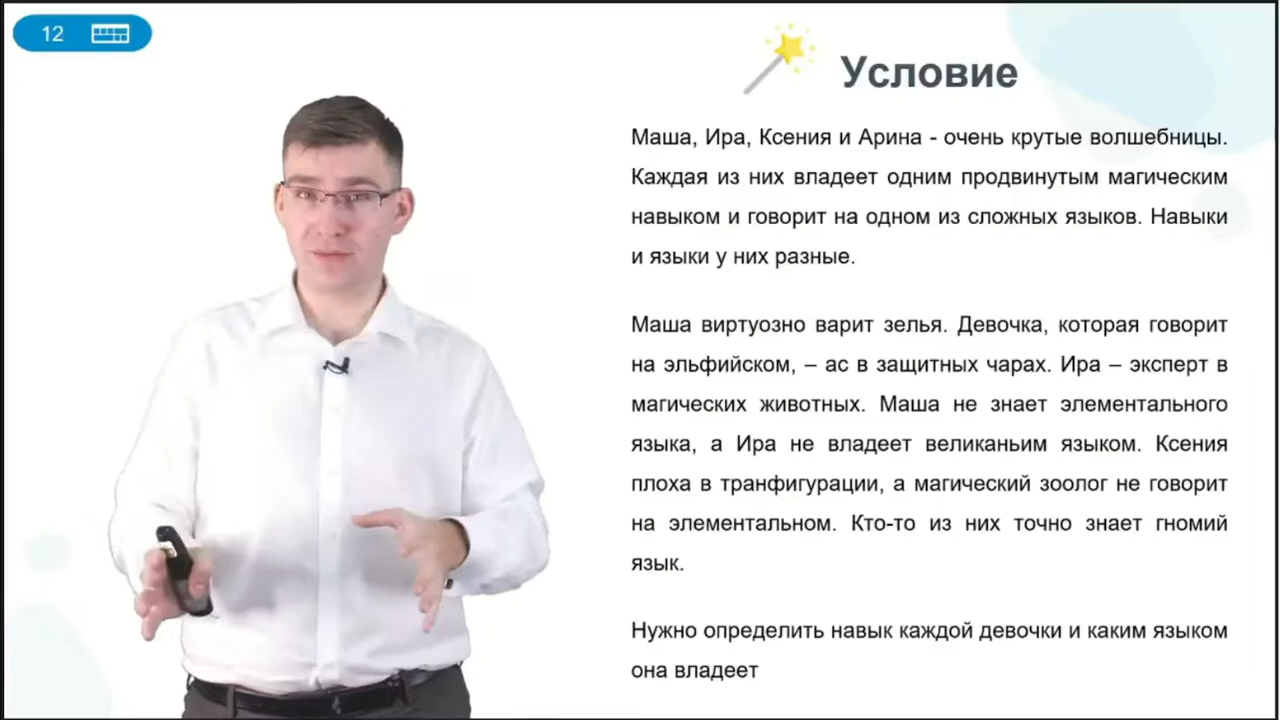 12
Условие
Маша, Ира, Ксения и Арина - очень крутые волшебницы.
Каждая из них владеет одним продвинутым магическим
навыком и говорит на одном из сложных языков. Навыки
и языки у них разные.
Маша виртуозно варит зелья. Девочка, которая говорит
на эльфийском, – ас в защитных чарах. Ира – эксперт в
магических животных. Маша не знает элементального
языка, а Ира не владеет великаньим языком. Ксения
плоха в транфигурации, а магический зоолог не говорит
на элементальном. Кто-то из них точно знает гномий
язык.
Нужно определить навык каждой девочки и каким языком
она владеет